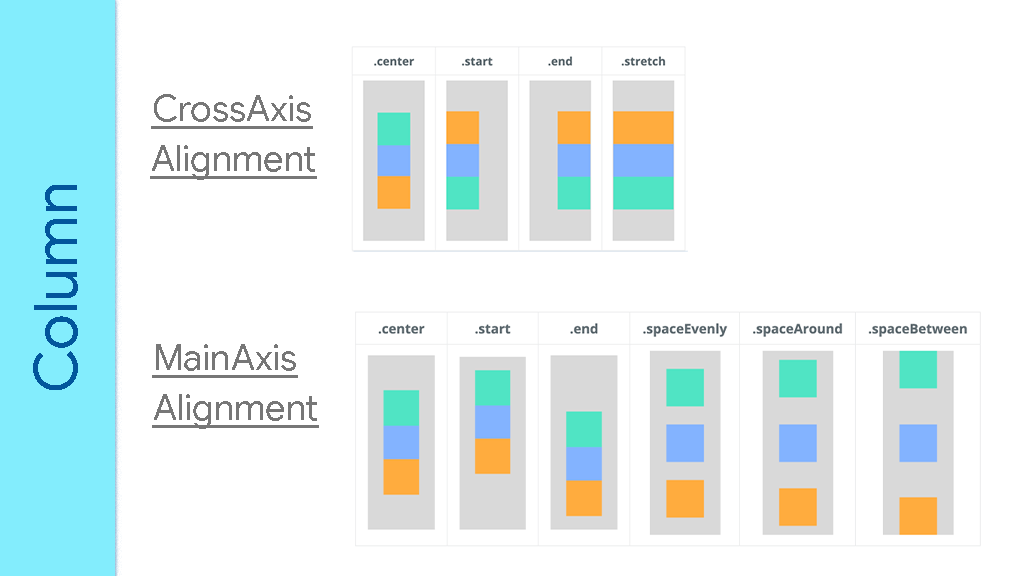 Column
CrossAxis
Alignment
.center .start .end .stretch
MainAxis
Alignment
.center .start .end .spaceEvenly .spaceAround .spaceBetween